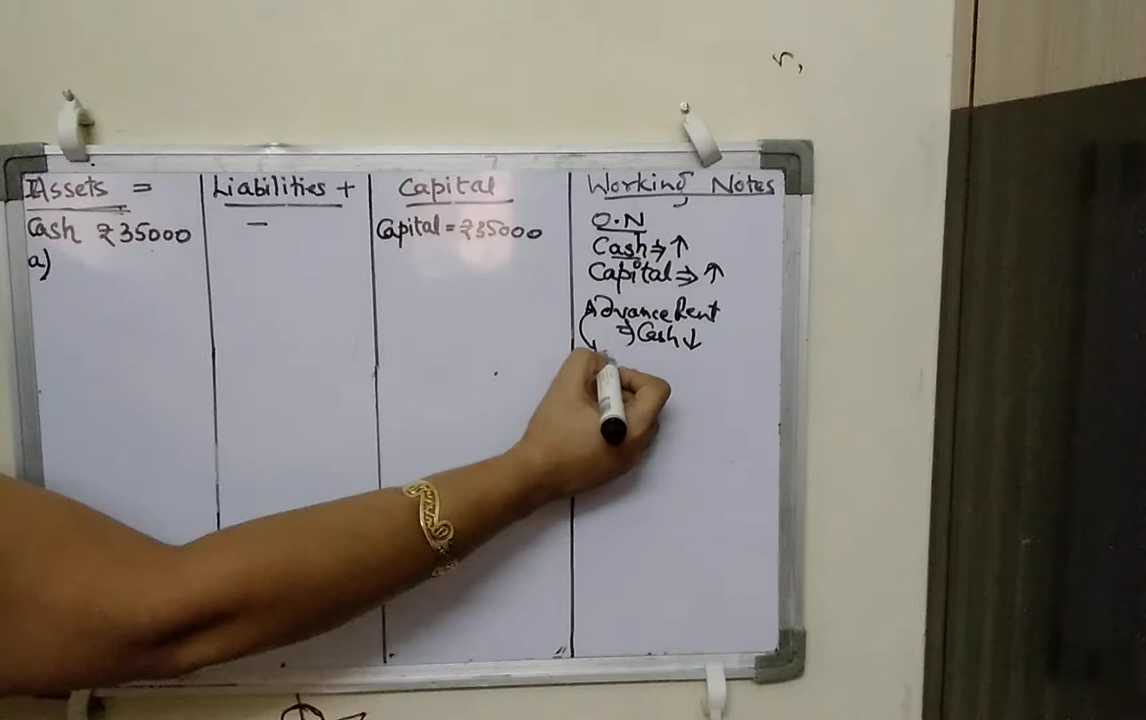 Assets =
Liabilities +
Capital
Working Notes
Cash ₹35000
—
Capital = ₹35000
a)
Q.N
Cash ⇒ ↑
Capital ⇒ ↑
Advance Rent
⇒ Cash ↓